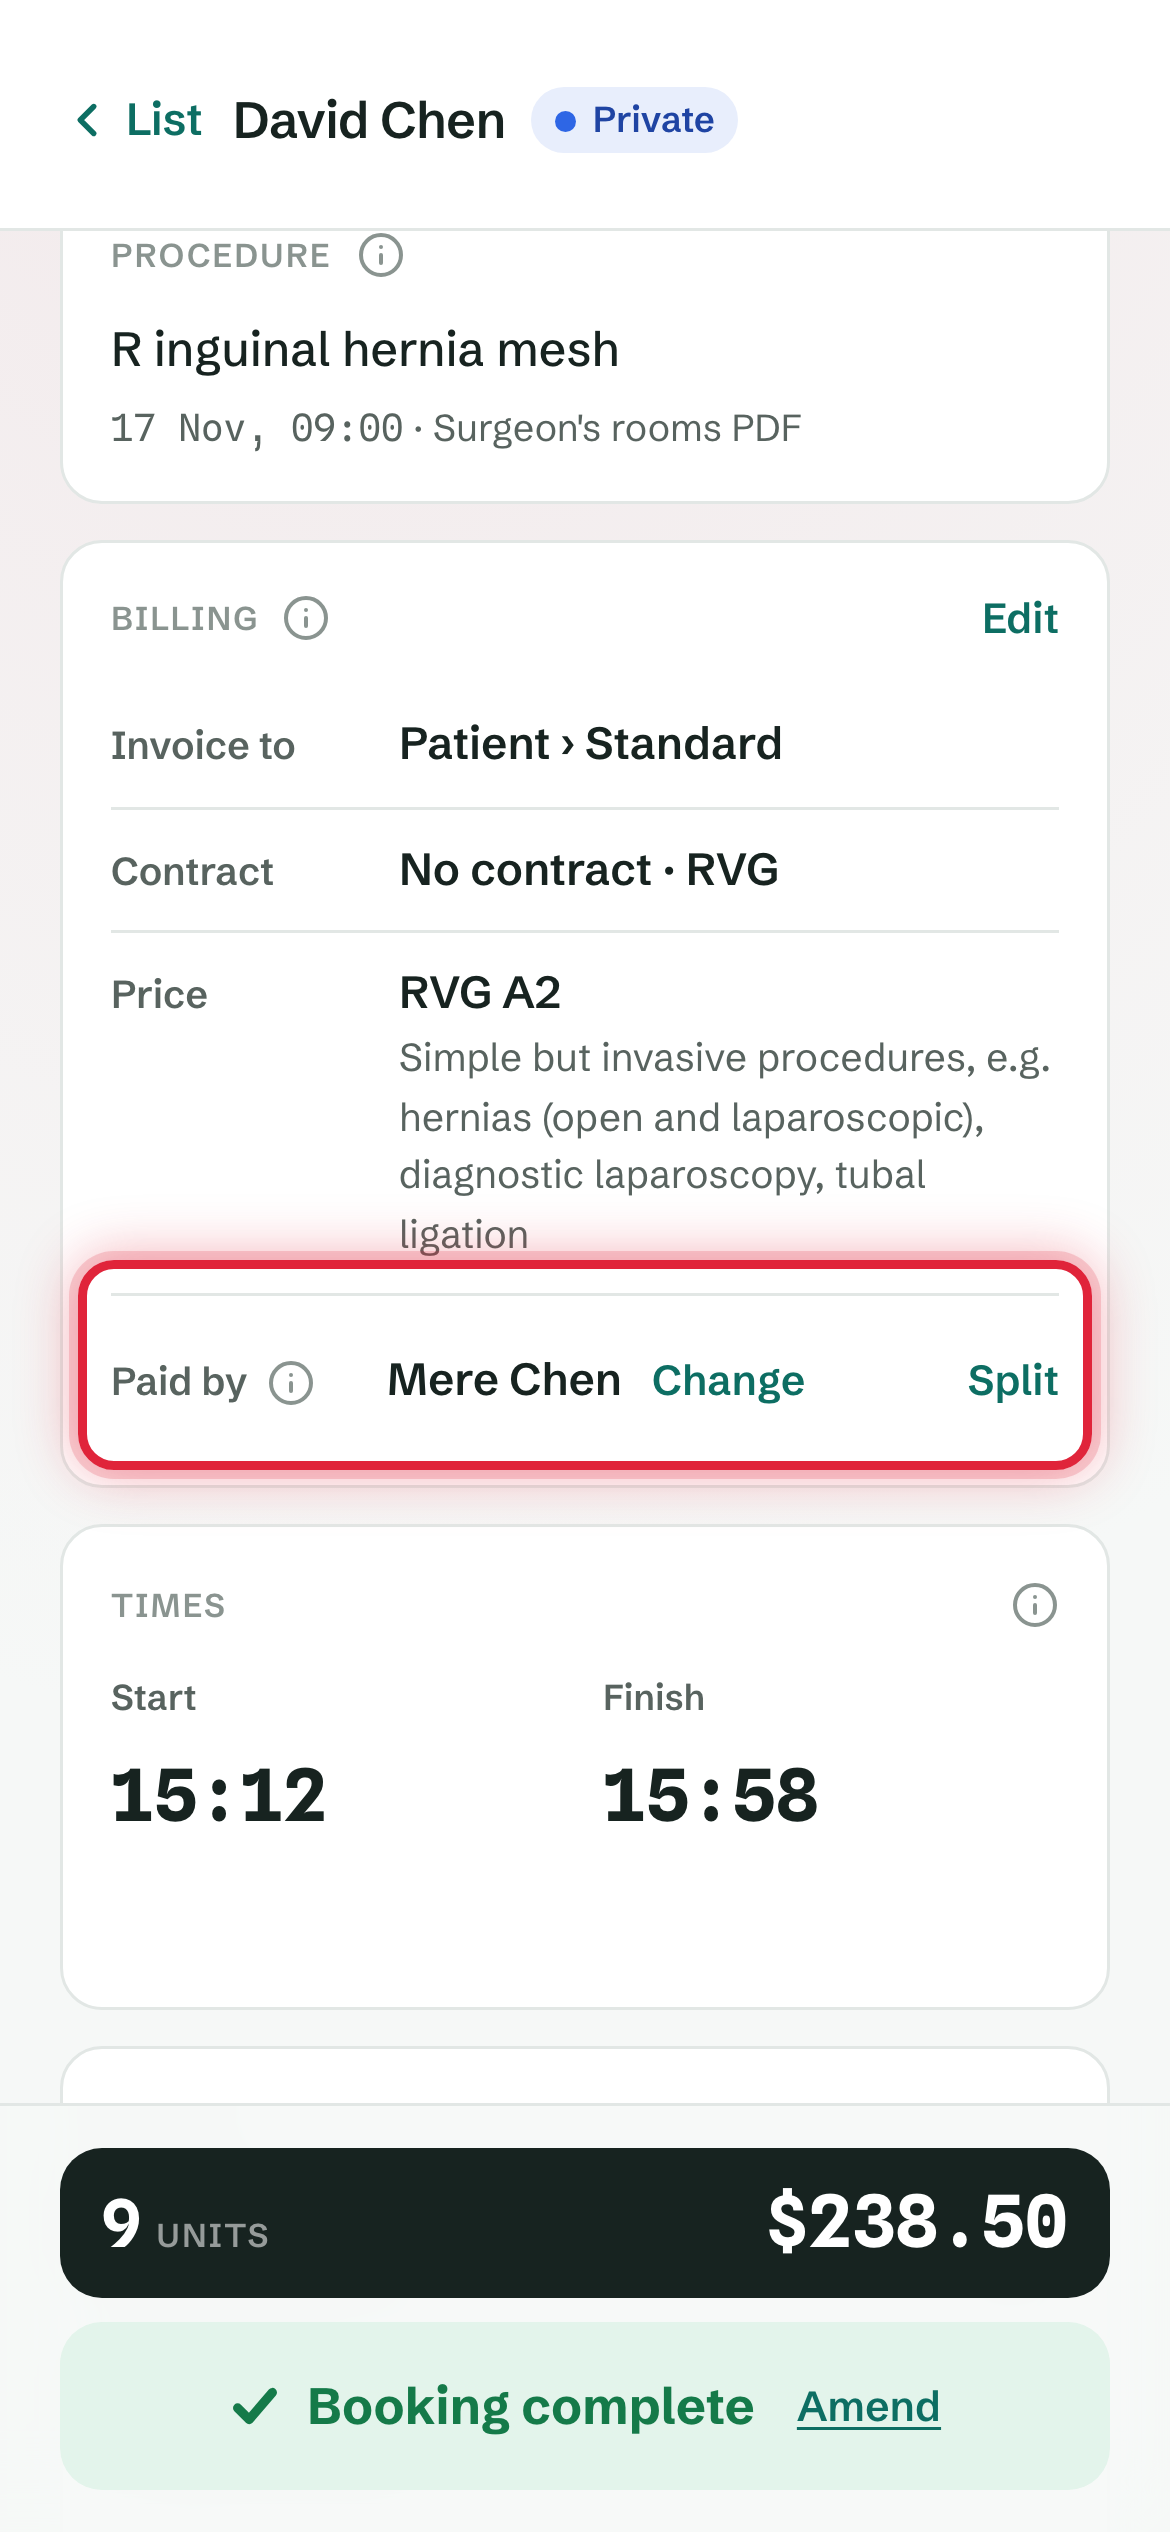 List David Chen Private
PROCEDURE
R inguinal hernia mesh
17 Nov, 09:00 · Surgeon's rooms PDF
BILLING Edit
Invoice to Patient › Standard
Contract No contract · RVG
Price RVG A2
Simple but invasive procedures, e.g.
hernias (open and laparoscopic),
diagnostic laparoscopy, tubal
ligation
Paid by Mere Chen Change Split
TIMES
Start Finish
15:12 15:58
9 UNITS $238.50
Booking complete Amend